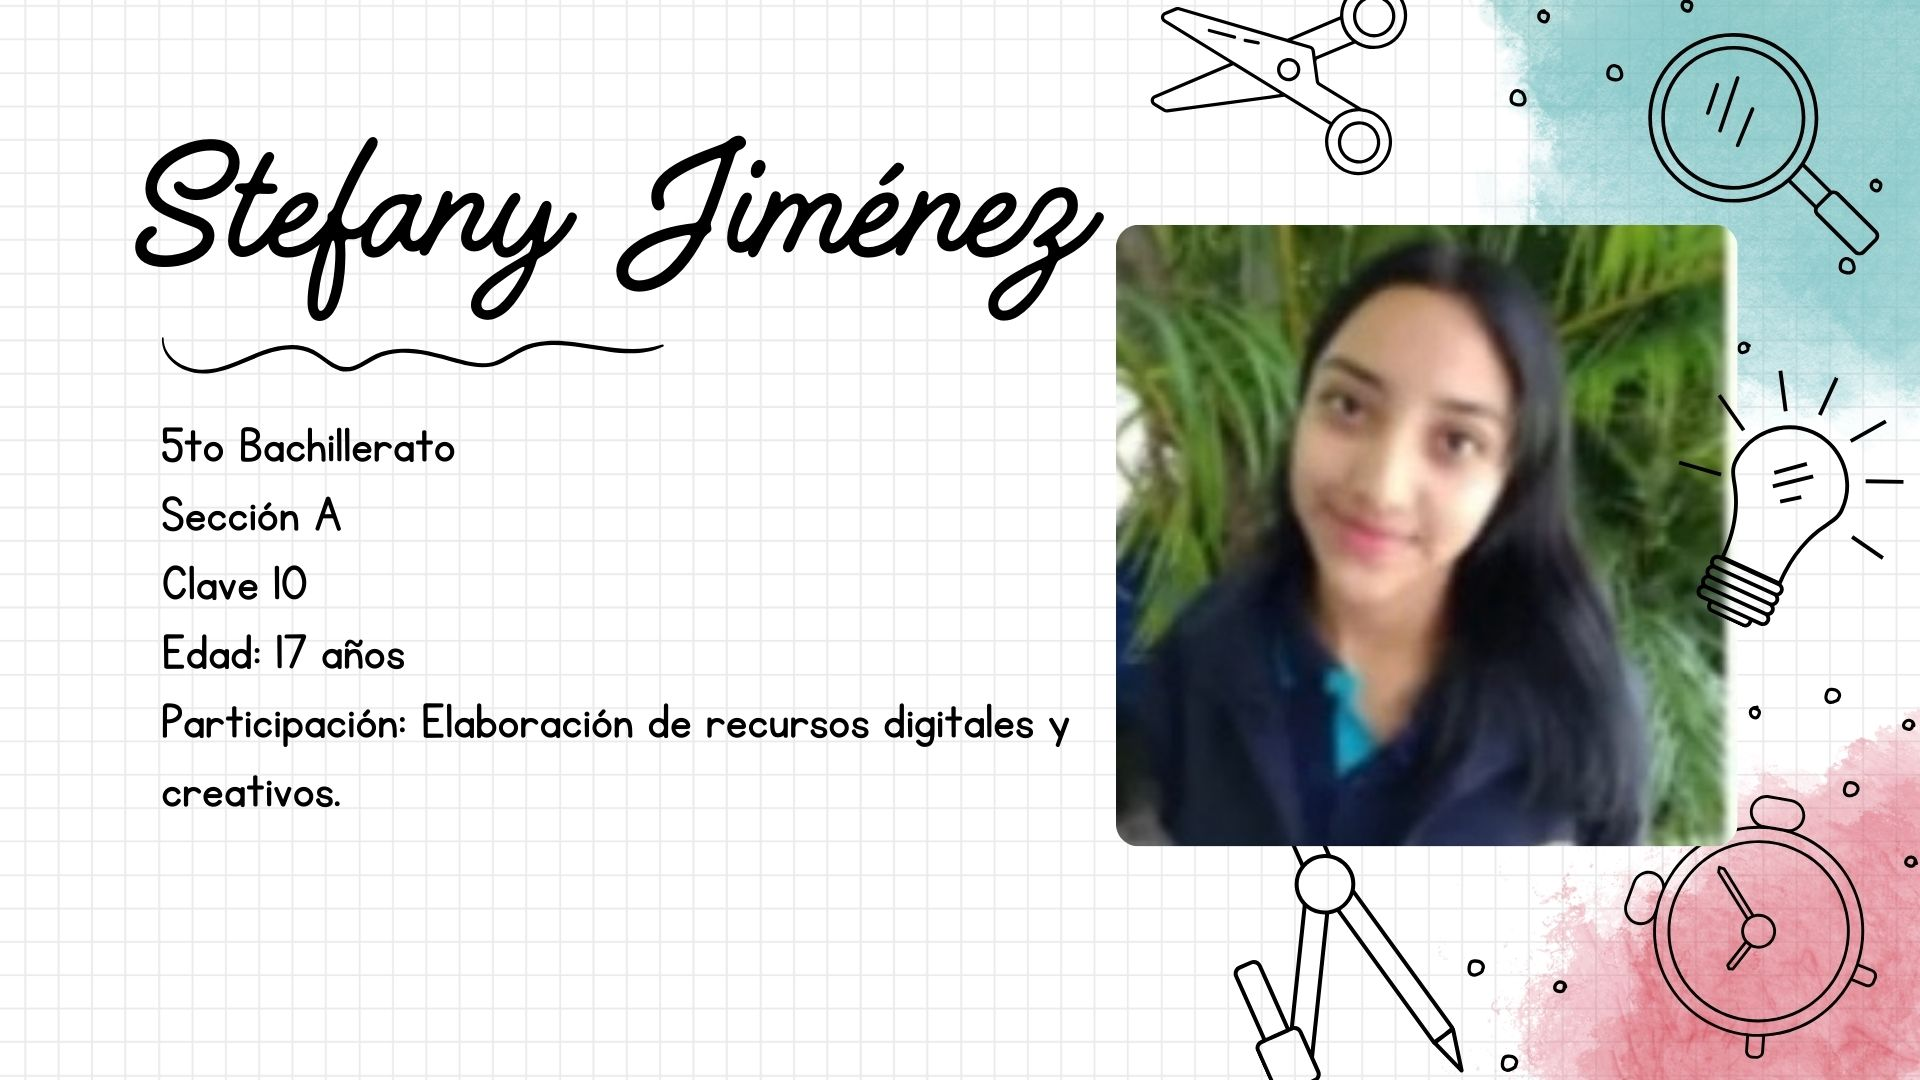 Stefany Jiménez
5to Bachillerato
Sección A
Clave 10
Edad: 17 años
Participación: Elaboración de recursos digitales y
creativos.